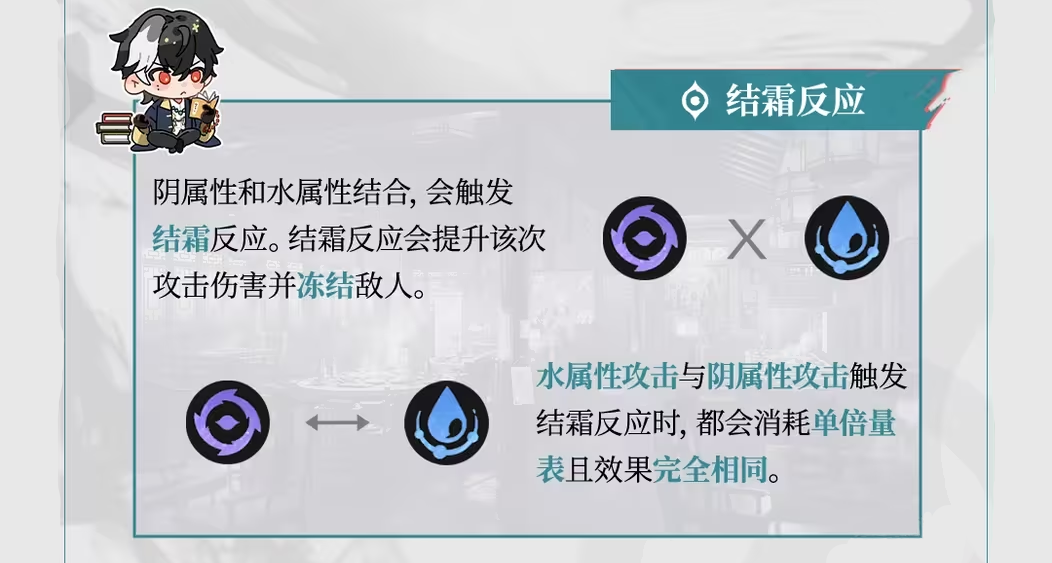 结霜反应
阴属性和水属性结合, 会触发
结霜反应。结霜反应会提升该次
攻击伤害并冻结敌人。
X
水属性攻击与阴属性攻击触发
结霜反应时, 都会消耗单倍量
表且效果完全相同。